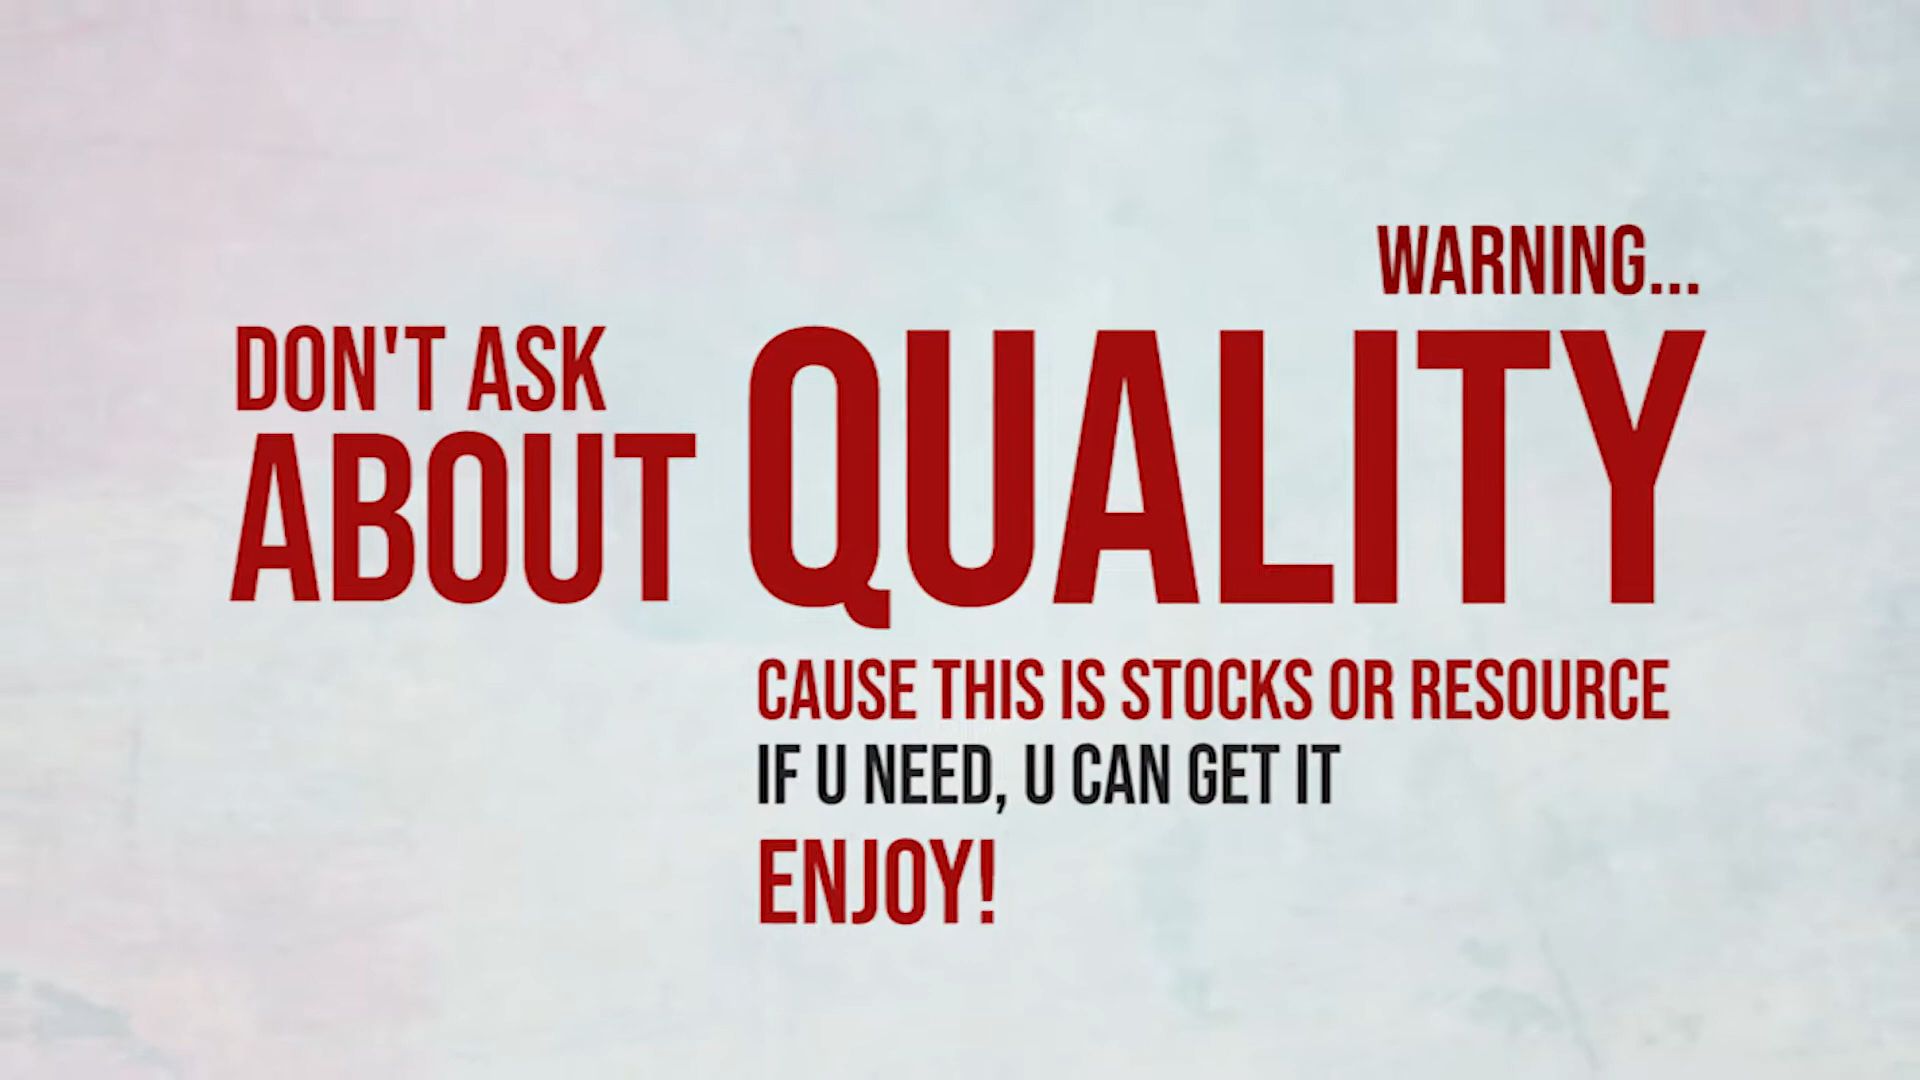 WARNING...
DON'T ASK
ABOUT QUALITY
CAUSE THIS IS STOCKS OR RESOURCE
IF U NEED, U CAN GET IT
ENJOY!